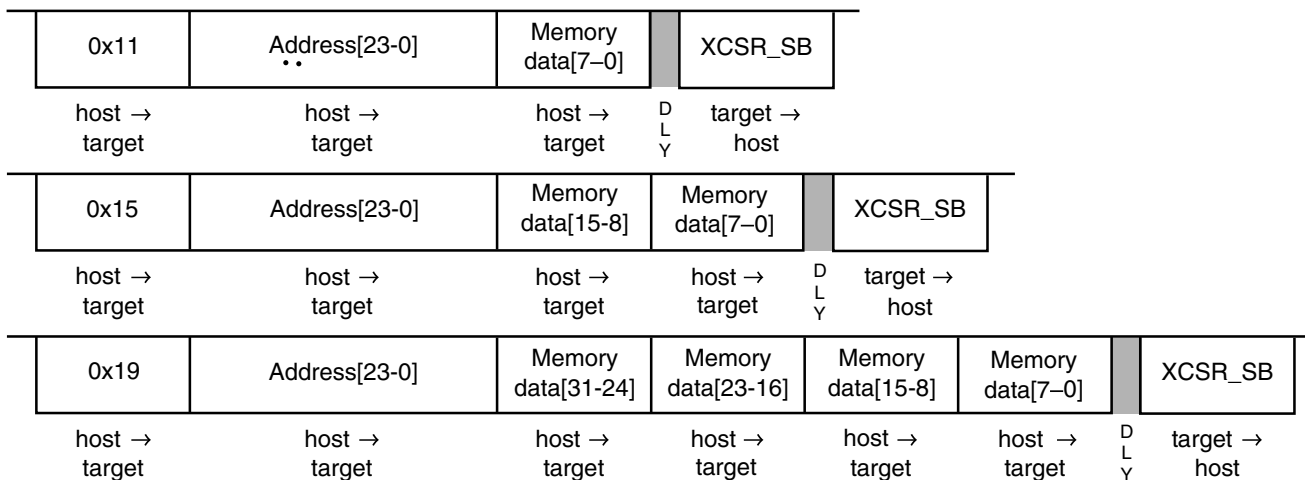 0x11 Address[23-0] Memory data[7–0] XCSR_SB
host → target host → target host → target D L Y target → host
0x15 Address[23-0] Memory data[15-8] Memory data[7–0] XCSR_SB
host → target host → target host → target host → target D L Y target → host
0x19 Address[23-0] Memory data[31-24] Memory data[23-16] Memory data[15-8] Memory data[7–0] XCSR_SB
host → target host → target host → target host → target host → target host → target D L Y target → host